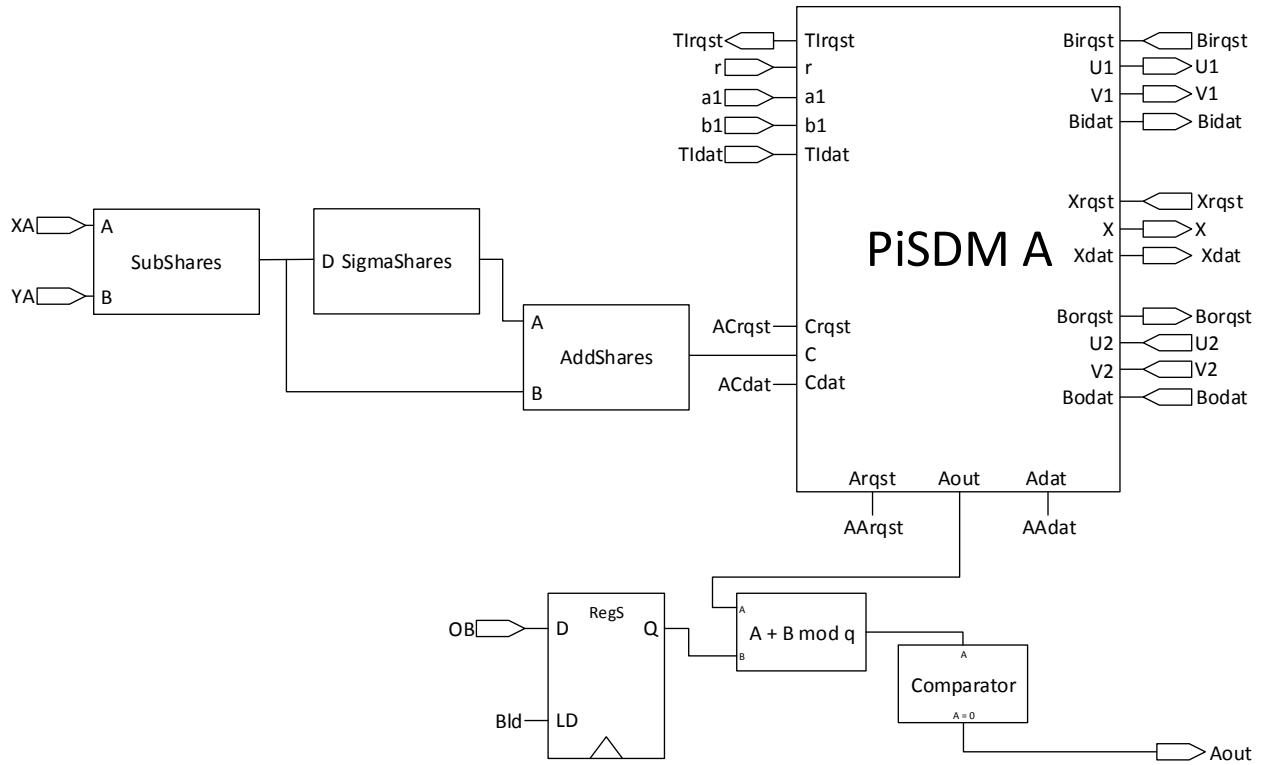 TIrqst TIrqst Birqst Birqst
r r U1 U1
a1 a1 V1 V1
b1 b1 Bidat Bidat
TIdat TIdat
Xrqst Xrqst
XA A X X
SubShares D SigmaShares PiSDM A Xdat Xdat
YA B
A ACrqst Crqst Borqst Borqst
AddShares C U2 U2
ACdat Cdat V2 V2
B Bodat Bodat
Arqst Aout Adat
AArqst AAdat
RegS
A
OB D Q A + B mod q
B A
Comparator
Bld LD A = 0
Aout